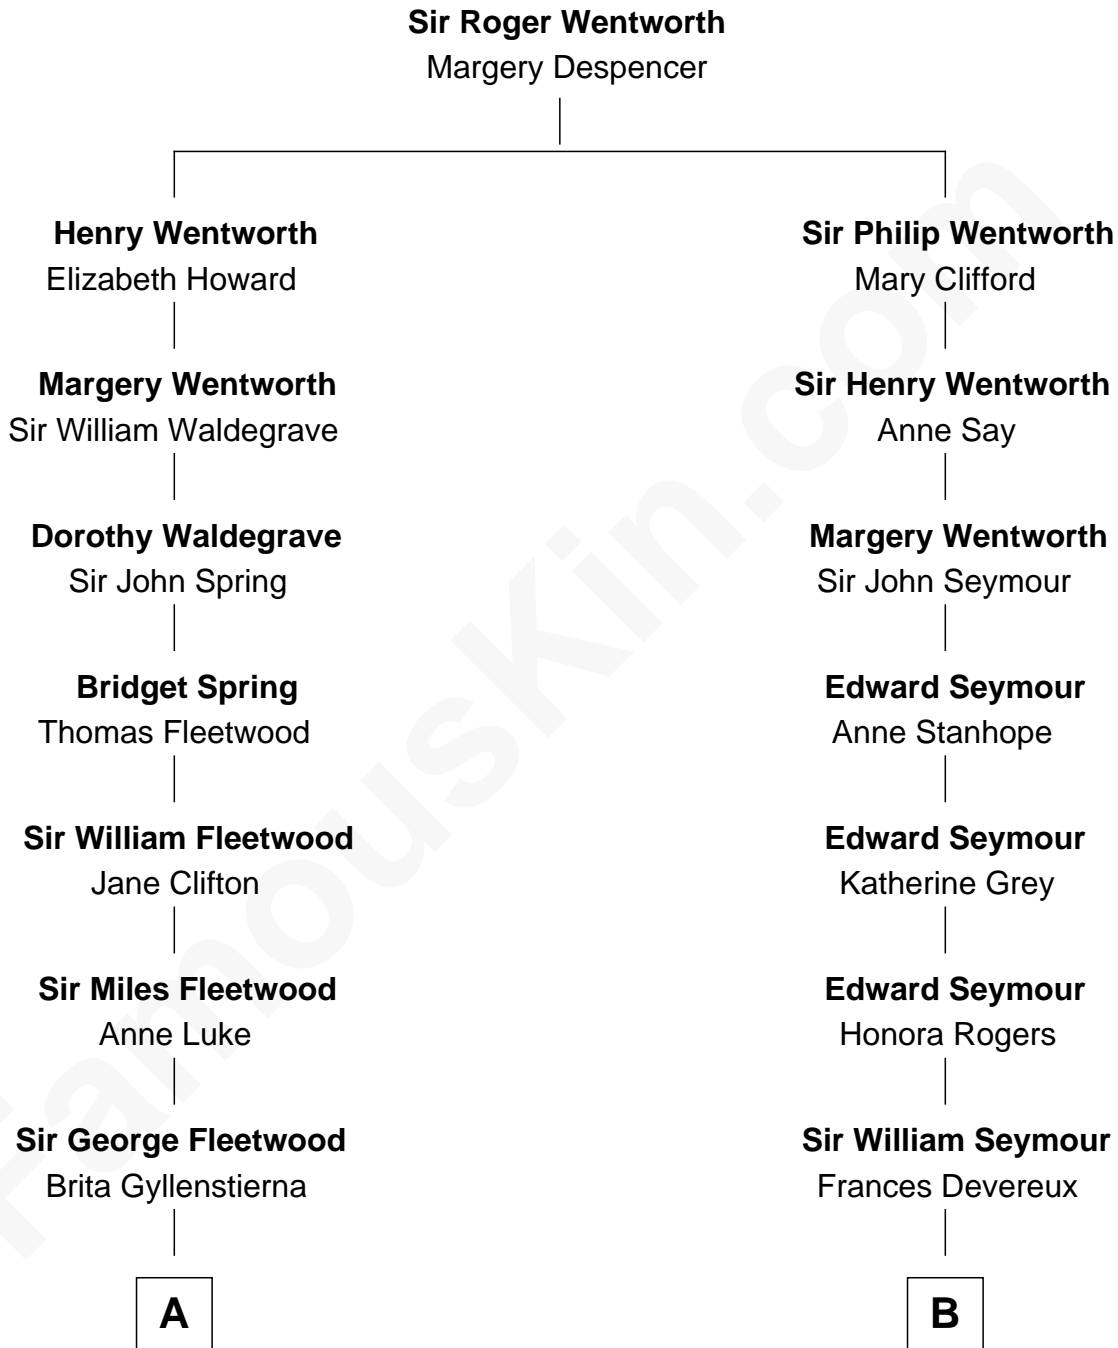 Sir Roger Wentworth
Margery Despencer
Henry Wentworth
Elizabeth Howard
Sir Philip Wentworth
Mary Clifford
Margery Wentworth
Sir William Waldegrave
Sir Henry Wentworth
Anne Say
Dorothy Waldegrave
Sir John Spring
Margery Wentworth
Sir John Seymour
Bridget Spring
Thomas Fleetwood
Edward Seymour
Anne Stanhope
Sir William Fleetwood
Jane Clifton
Edward Seymour
Katherine Grey
Sir Miles Fleetwood
Anne Luke
Edward Seymour
Honora Rogers
Sir George Fleetwood
Brita Gyllenstierna
Sir William Seymour
Frances Devereux
A
B
FamousKin.com